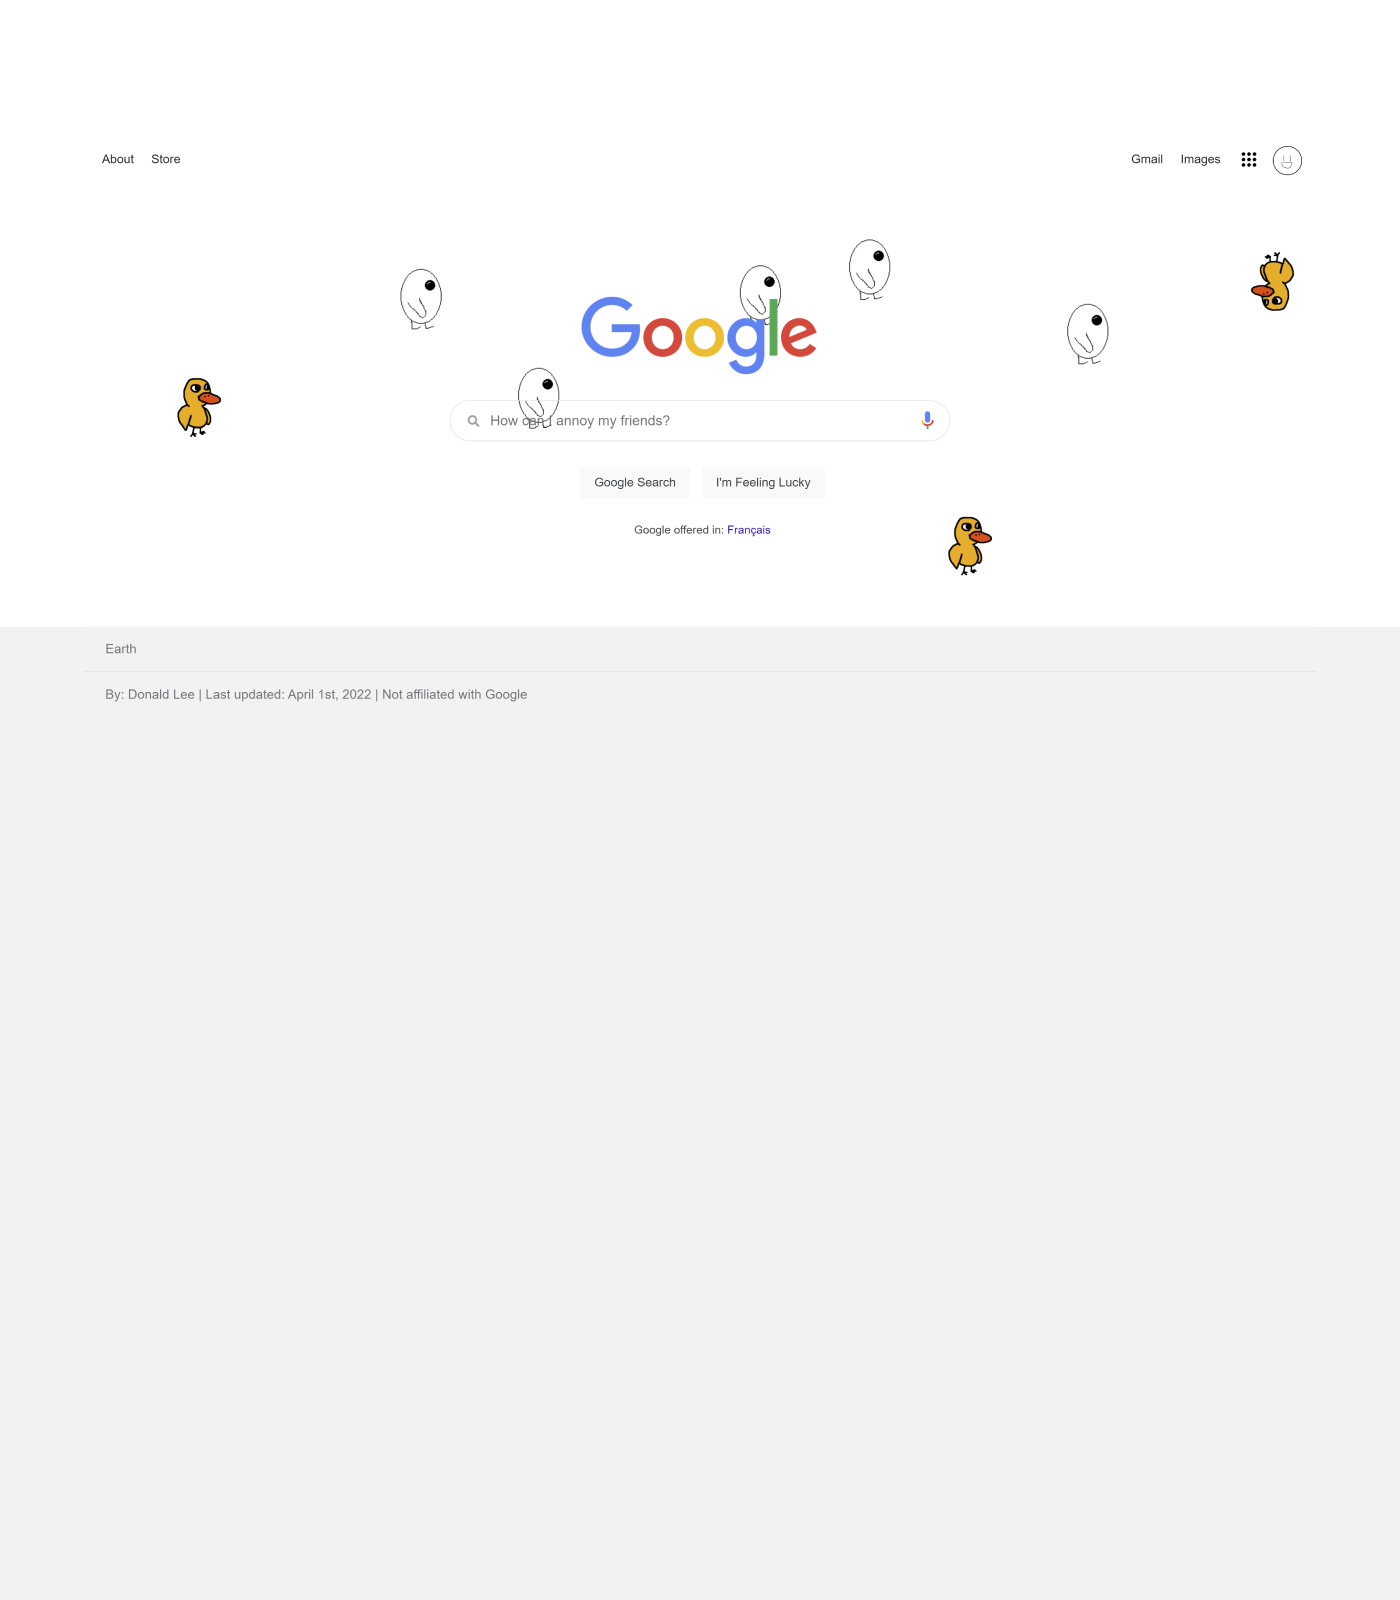 About Store
Gmail Images
Google
How can I annoy my friends?
Google Search I'm Feeling Lucky
Google offered in: Français
Earth
By: Donald Lee | Last updated: April 1st, 2022 | Not affiliated with Google